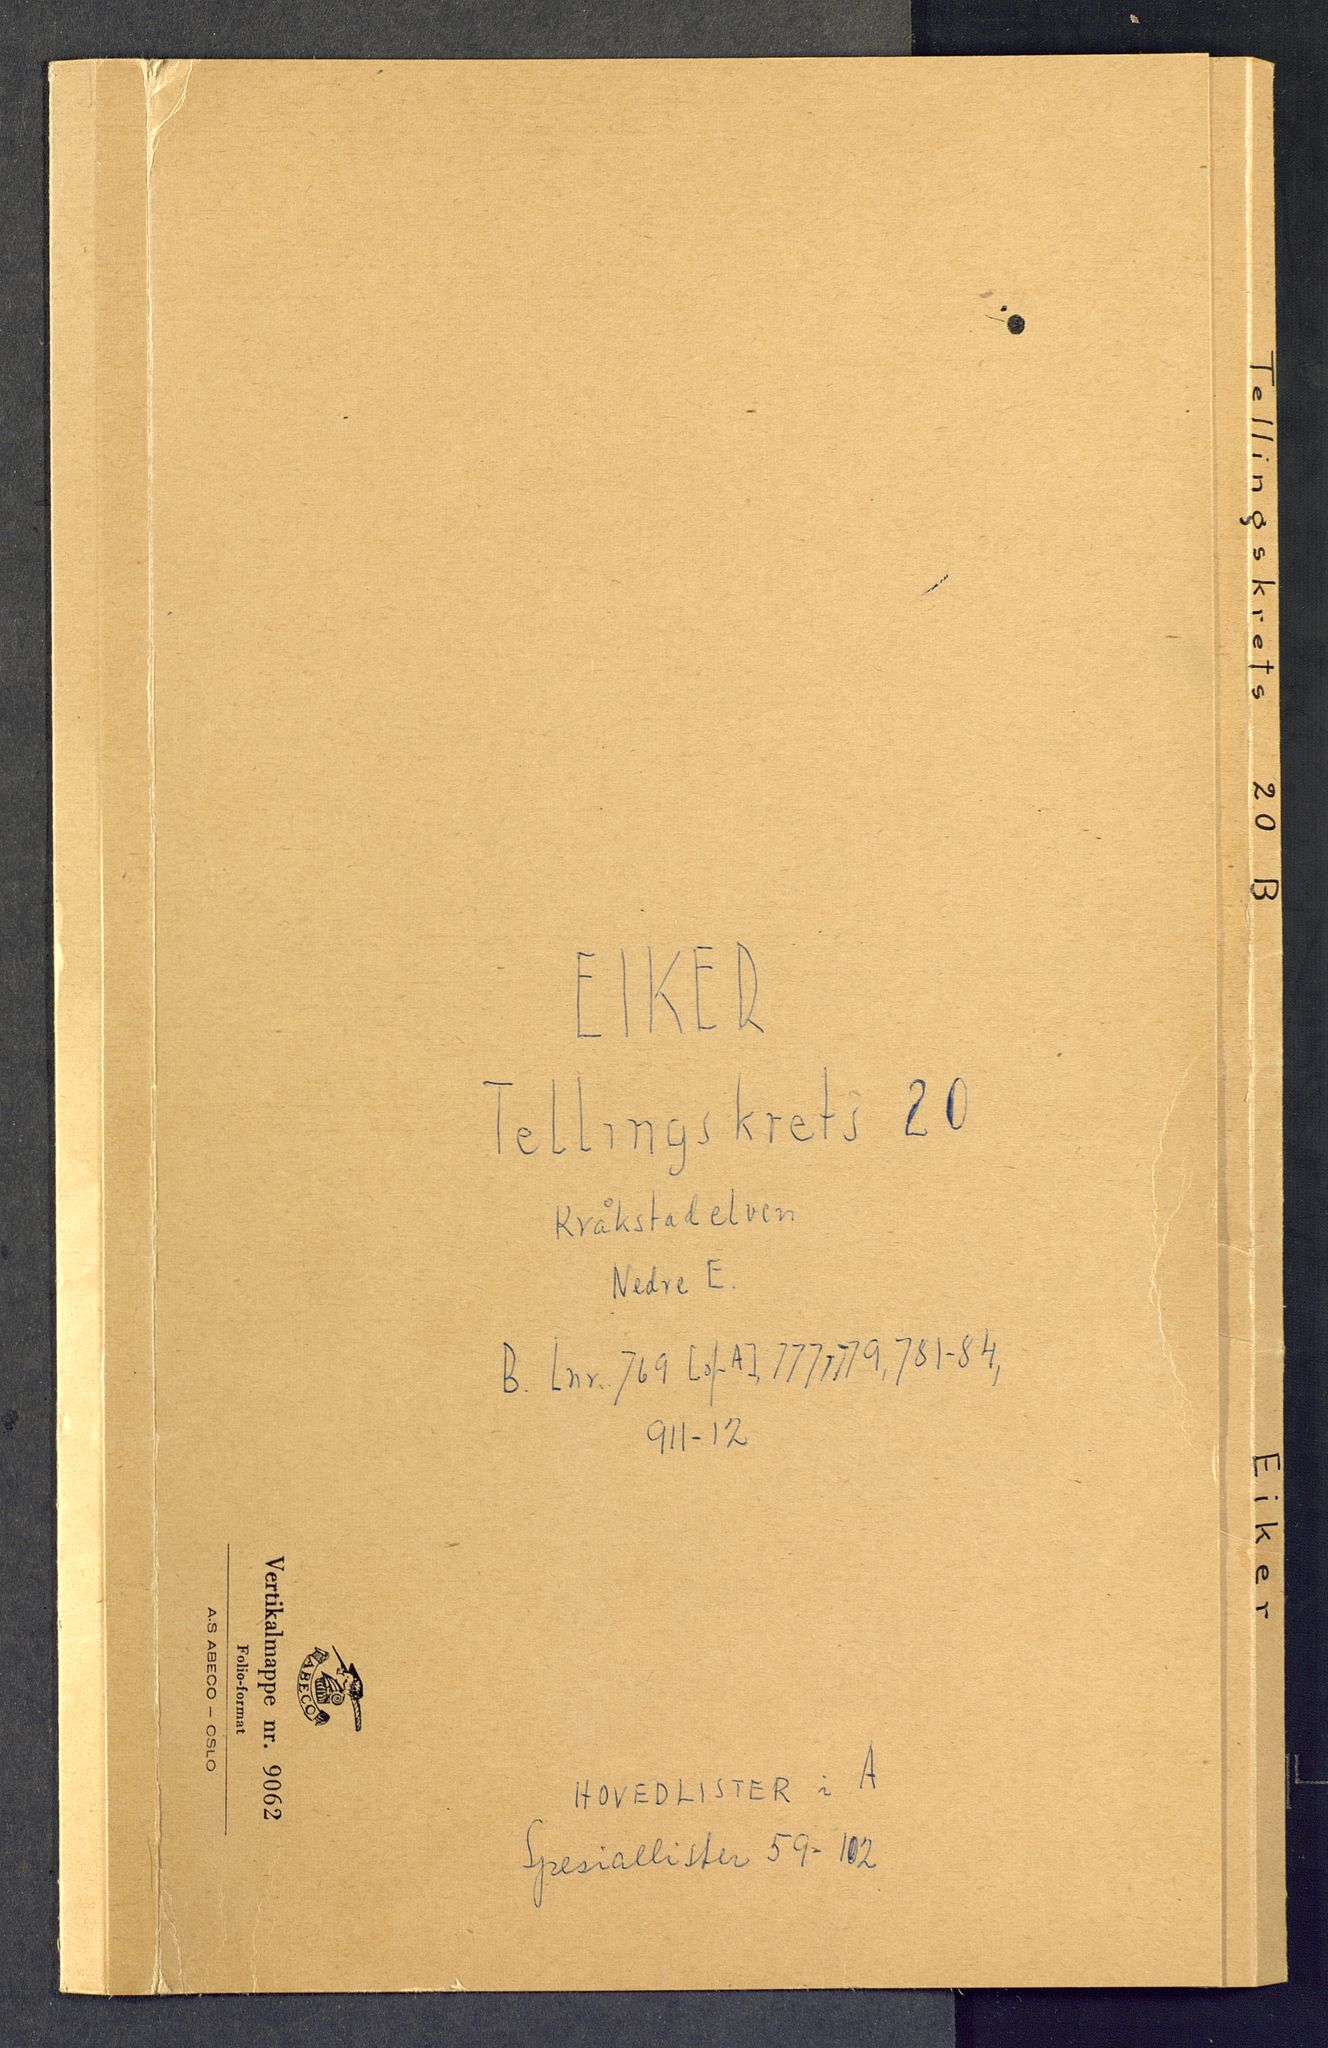 EIKER
Tellingskrets 20
Kråkstadelven
Nedre E.
B. Lnr. 769 [jf. A], 777, 779, 781-84,
911-12
HOVEDLISTER i A
Spesiallister 59-102
Tellingskrets 20 B
Eiker
ABECO
Vertikalmappe nr. 9062
Folio-format
A.S ABECO – OSLO